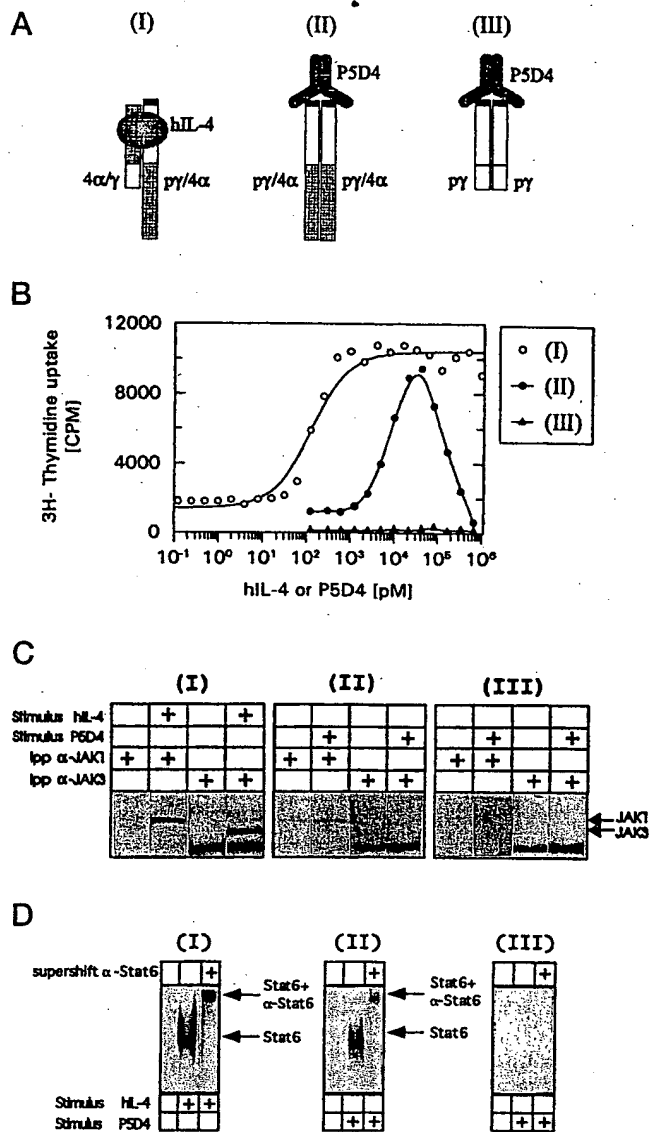 A
(I) (II) (III)
P5D4 P5D4
hIL-4
4α/γ pγ/4α pγ/4α pγ/4α pγ pγ
B
3H- Thymidine uptake
[CPM]
12000
8000
4000
0
10-1 100 101 102 103 104 105 106
hIL-4 or P5D4 [pM]
(I)
(II)
(III)
C
(I) (II) (III)
Stimulus hIL-4 + +
Stimulus P5D4 + + + +
Ipp α-JAK1 + + + + + +
Ipp α-JAK3 + + + + + +
JAK1
JAK3
D
(I) (II) (III)
supershift α-Stat6 + + +
Stat6+ α-Stat6 Stat6+ α-Stat6
Stat6 Stat6
Stimulus hIL-4 + +
Stimulus P5D4 + + + +